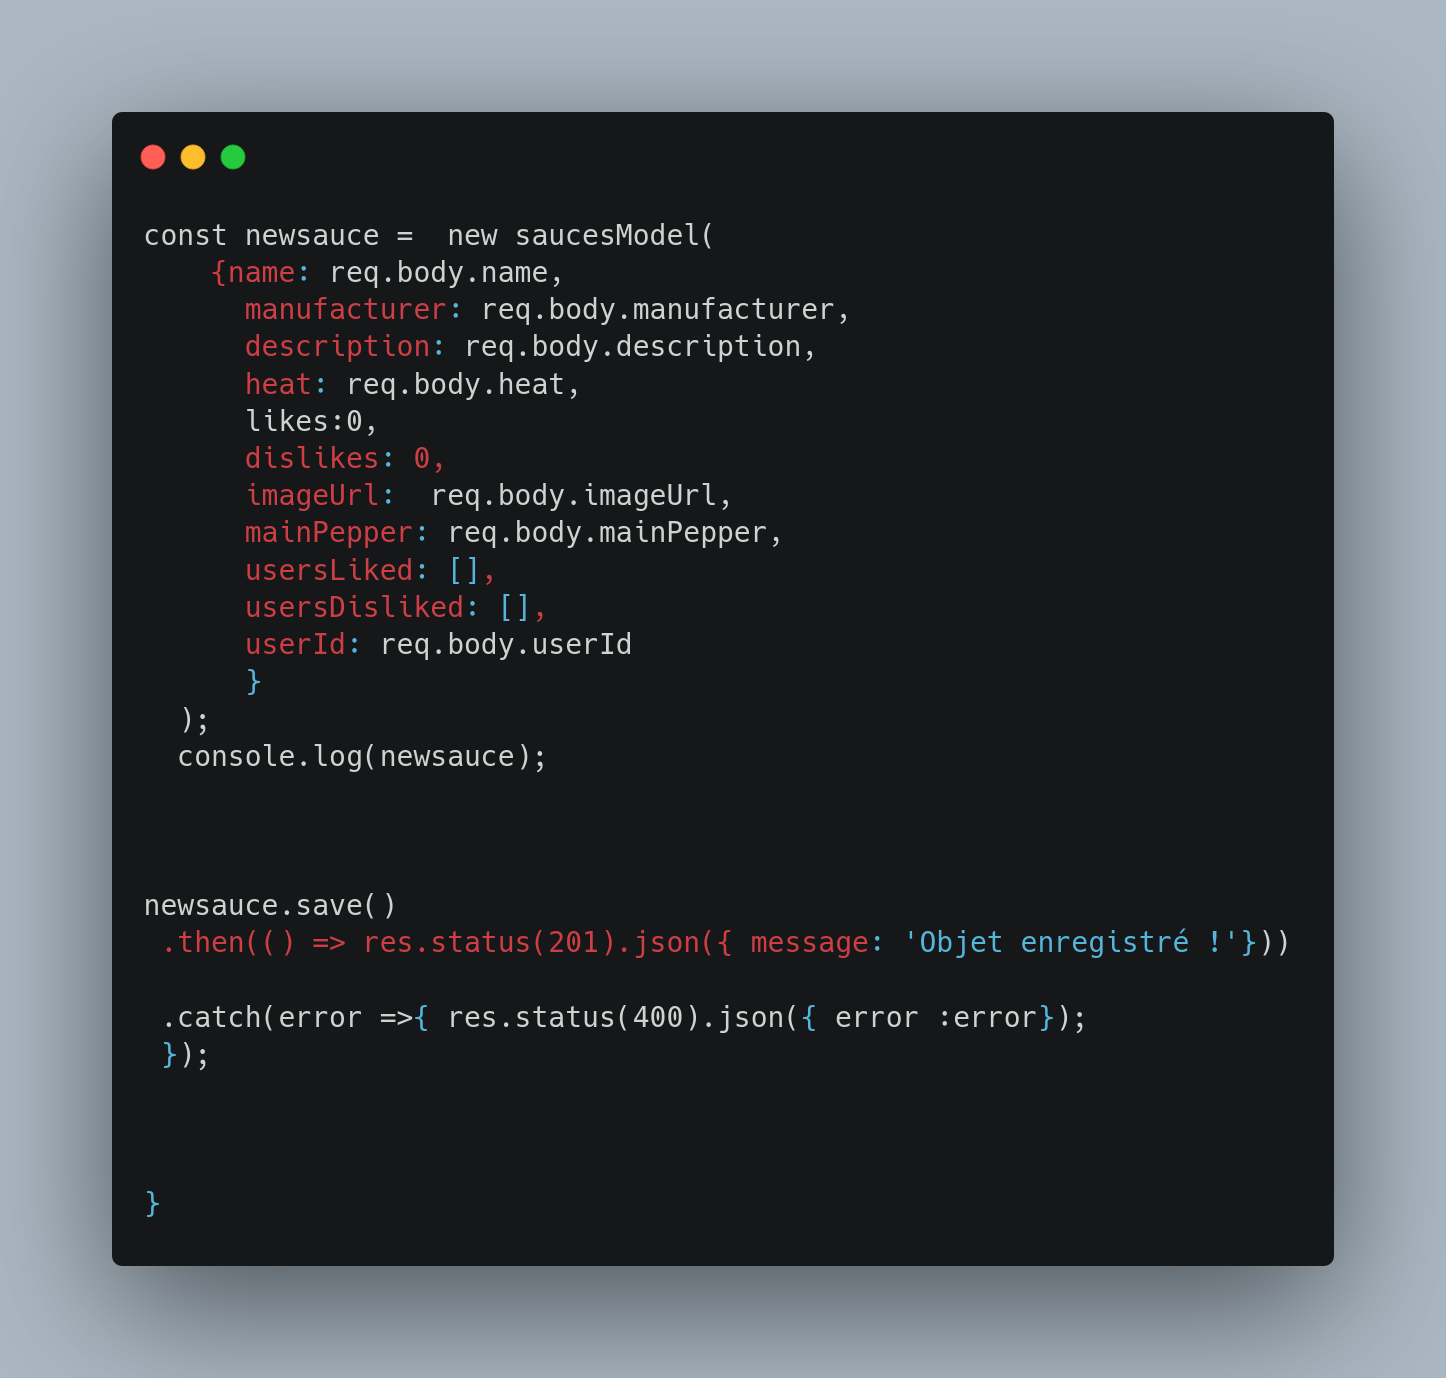 const newsauce =  new saucesModel(
    {name: req.body.name,
      manufacturer: req.body.manufacturer,
      description: req.body.description,
      heat: req.body.heat,
      likes:0,
      dislikes: 0,
      imageUrl:  req.body.imageUrl,
      mainPepper: req.body.mainPepper,
      usersLiked: [],
      usersDisliked: [],
      userId: req.body.userId
      }
  );
  console.log(newsauce);
newsauce.save()
 .then(() => res.status(201).json({ message: 'Objet enregistré !'}))
 .catch(error =>{ res.status(400).json({ error :error});
 });
}